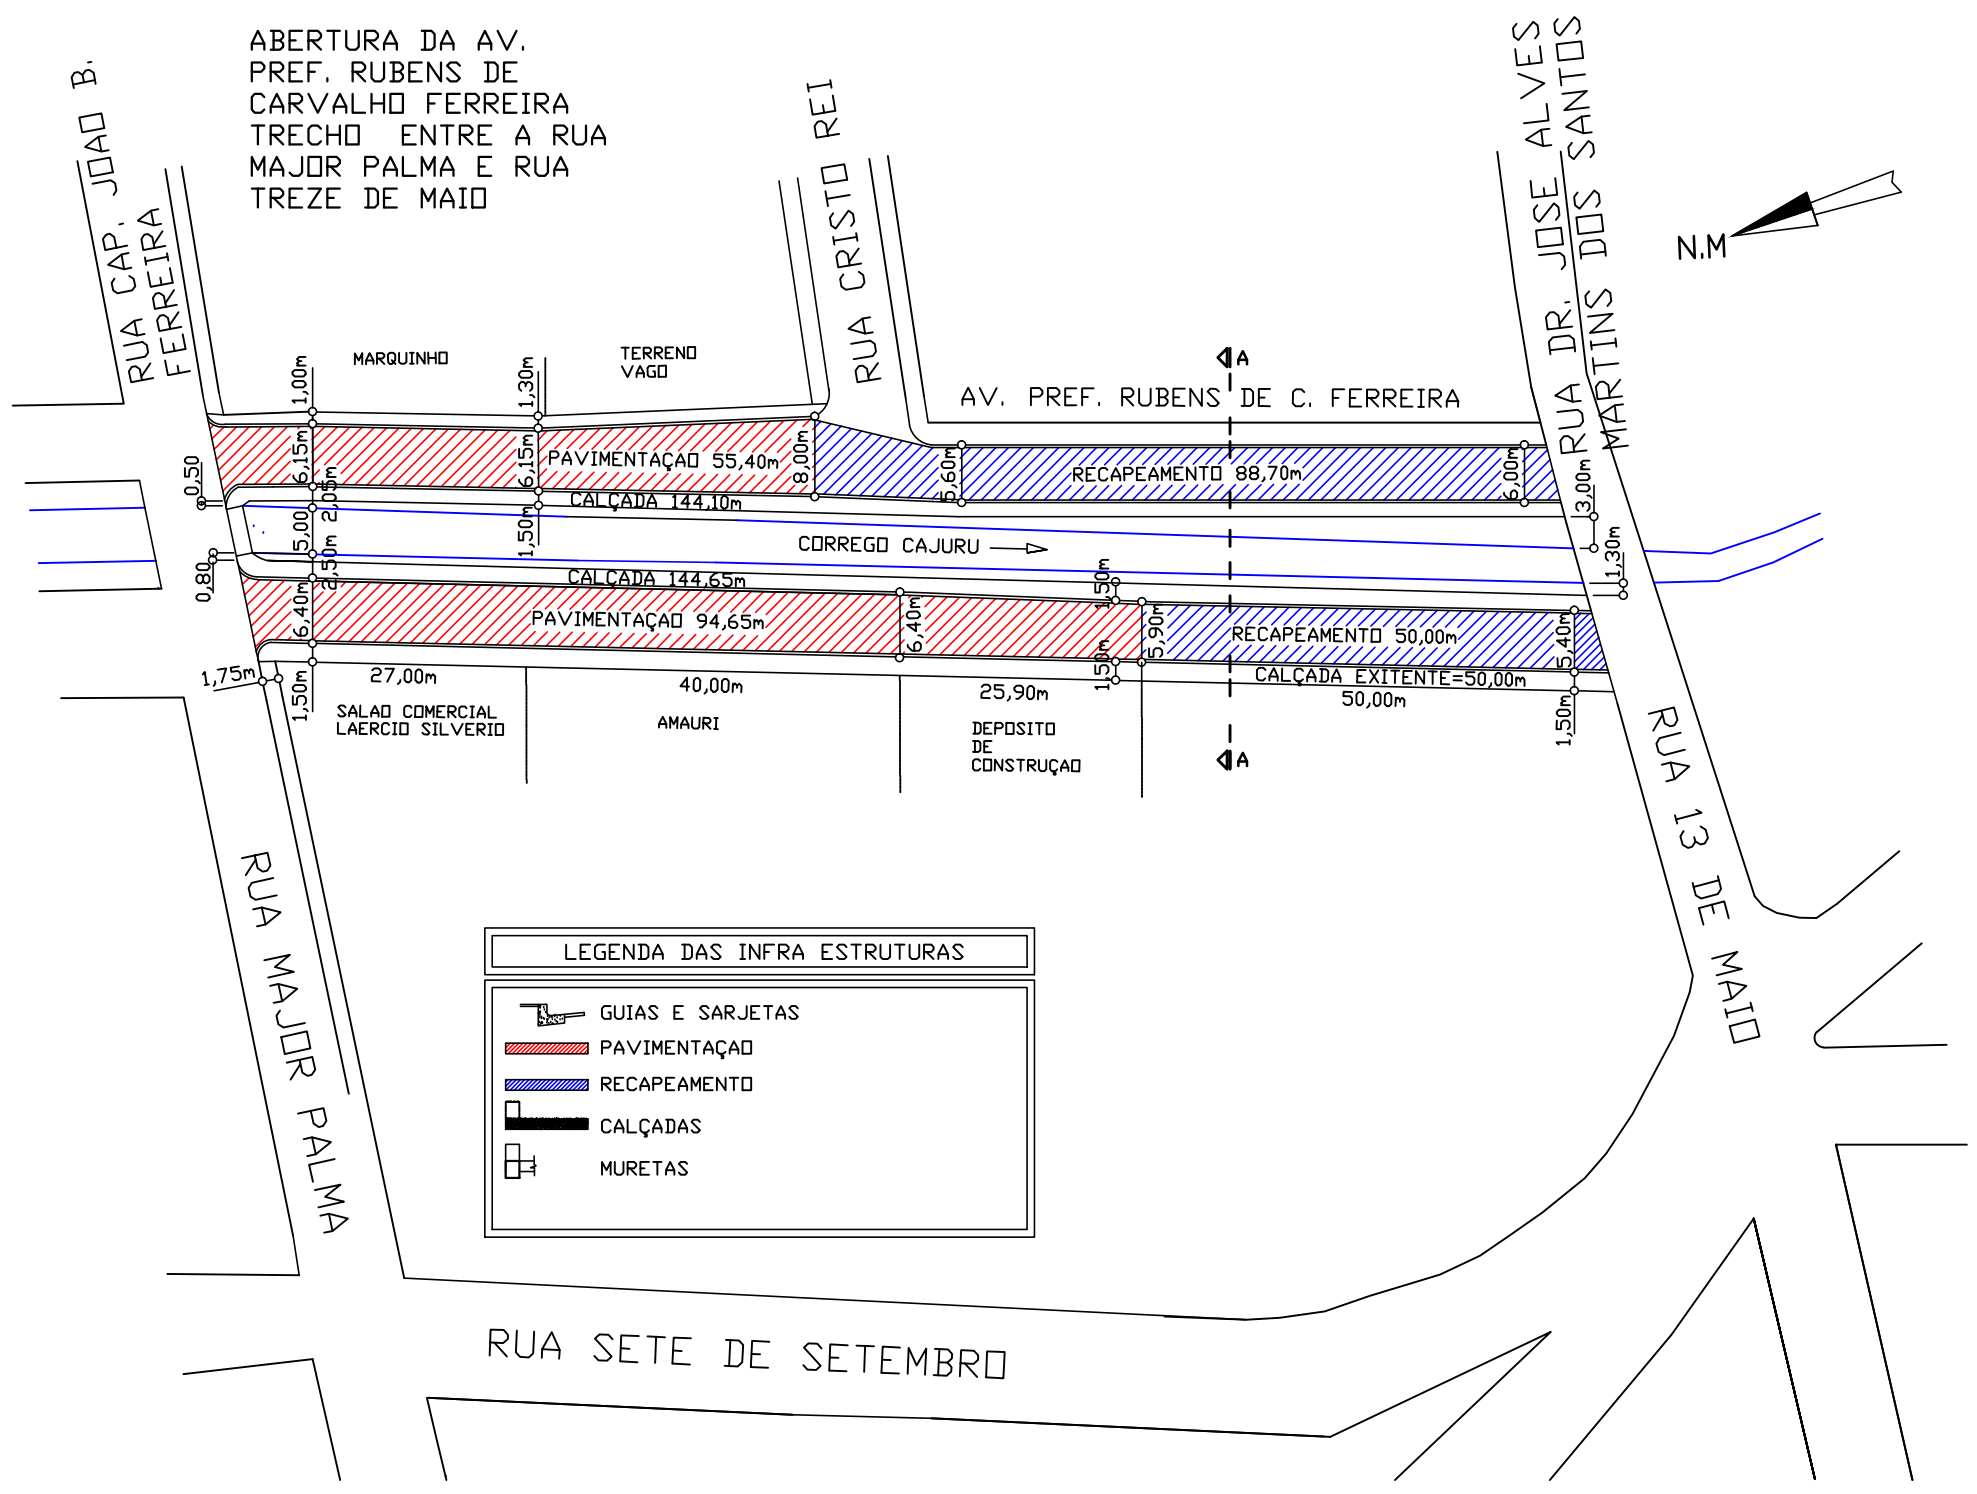 ABERTURA DA AV.
PREF. RUBENS DE
CARVALHO FERREIRA
TRECHO ENTRE A RUA
MAJOR PALMA E RUA
TREZE DE MAIO
RUA CAP. JOAO B.
FERREIRA
RUA CRISTO REI
RUA DR. JOSE ALVES
MARTINS DOS SANTOS
N.M
MARQUINHO
TERRENO
VAGO
A
AV. PREF. RUBENS DE C. FERREIRA
1,00m
1,30m
6,15m
6,15m
PAVIMENTAÇAO 55,40m
8,00m
5,60m
RECAPEAMENTO 88,70m
6,00m
3,00m
0,50
2,05m
CALÇADA 144,10m
1,50m
5,00
CORREGO CAJURU
1,30m
0,80
2,50m
CALÇADA 144,65m
1,50m
6,40m
PAVIMENTAÇAO 94,65m
6,40m
5,90m
RECAPEAMENTO 50,00m
5,40m
1,75m
1,50m
27,00m
40,00m
25,90m
1,50m
CALÇADA EXITENTE=50,00m
50,00m
1,50m
SALAO COMERCIAL
LAERCIO SILVERIO
AMAURI
DEPOSITO
DE
CONSTRUÇAO
A
RUA 13 DE MAIO
RUA MAJOR PALMA
LEGENDA DAS INFRA ESTRUTURAS
GUIAS E SARJETAS
PAVIMENTAÇAO
RECAPEAMENTO
CALÇADAS
MURETAS
RUA SETE DE SETEMBRO